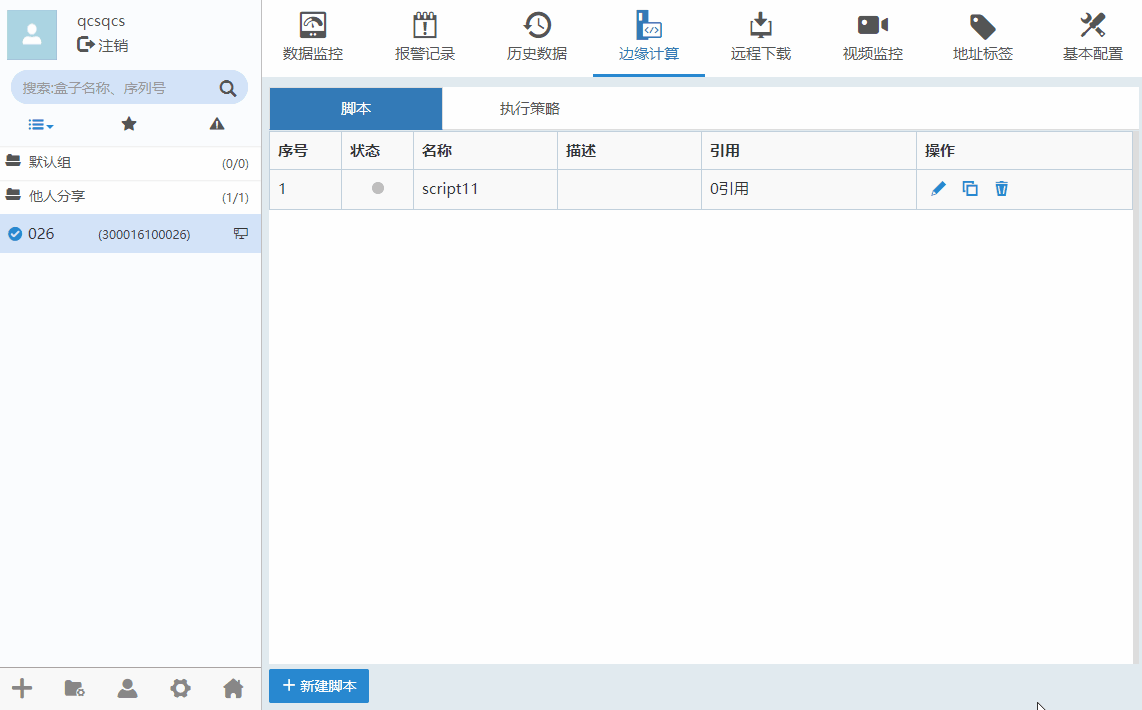 qcsqcs
注销
搜索:盒子名称、序列号
默认组 (0/0)
他人分享 (1/1)
026 (300016100026)
数据监控 报警记录 历史数据 边缘计算 远程下载 视频监控 地址标签 基本配置
脚本 执行策略
序号 状态 名称 描述 引用 操作
1 script11 0引用
新建脚本